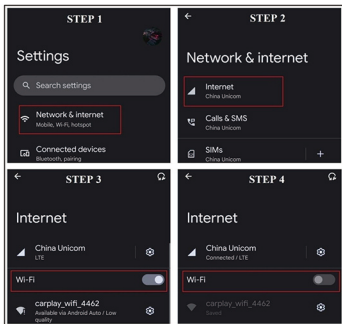 STEP 1
Settings
Search settings
Network & internet
Mobile, Wi-Fi, hotspot
Connected devices
Bluetooth, pairing
STEP 2
Network & internet
Internet
China Unicom
Calls & SMS
China Unicom
SIMs
China Unicom
STEP 3
Internet
China Unicom
LTE
Wi-Fi
carplay_wifi_4462
Available via Android Auto / Low
quality
STEP 4
Internet
China Unicom
Connected / LTE
Wi-Fi
carplay_wifi_4462
Saved